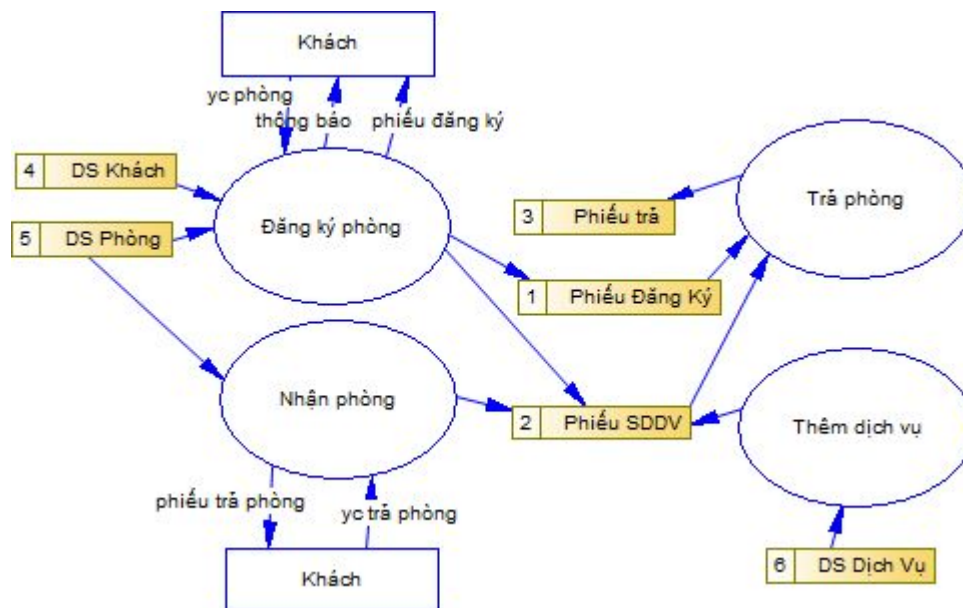 Khách
yc phòng
thông báo
phiếu đăng ký
4 DS Khách
5 DS Phòng
Đăng ký phòng
3 Phiếu trả
Trả phòng
1 Phiếu Đăng Ký
Nhận phòng
2 Phiếu SDDV
Thêm dịch vụ
phiếu trả phòng
yc trả phòng
Khách
6 DS Dịch Vụ